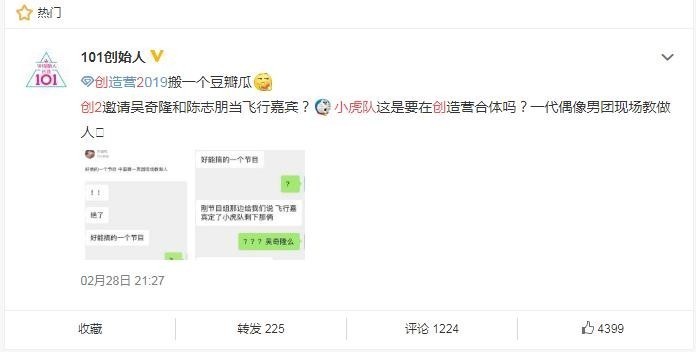 热门
101创始人
创造营2019搬一个豆瓣瓜
创2邀请吴奇隆和陈志朋当飞行嘉宾？小虎队这是要在创造营合体吗？一代偶像男团现场教做
人
101
！！
绝了
好能搞的一个节目
好能搞的一个节目
？
刚节目组那边给我们说 飞行嘉
宾定了小虎队剩下那俩
？？？吴奇隆么
02月28日 21:27
收藏
转发 225
评论 1224
4399